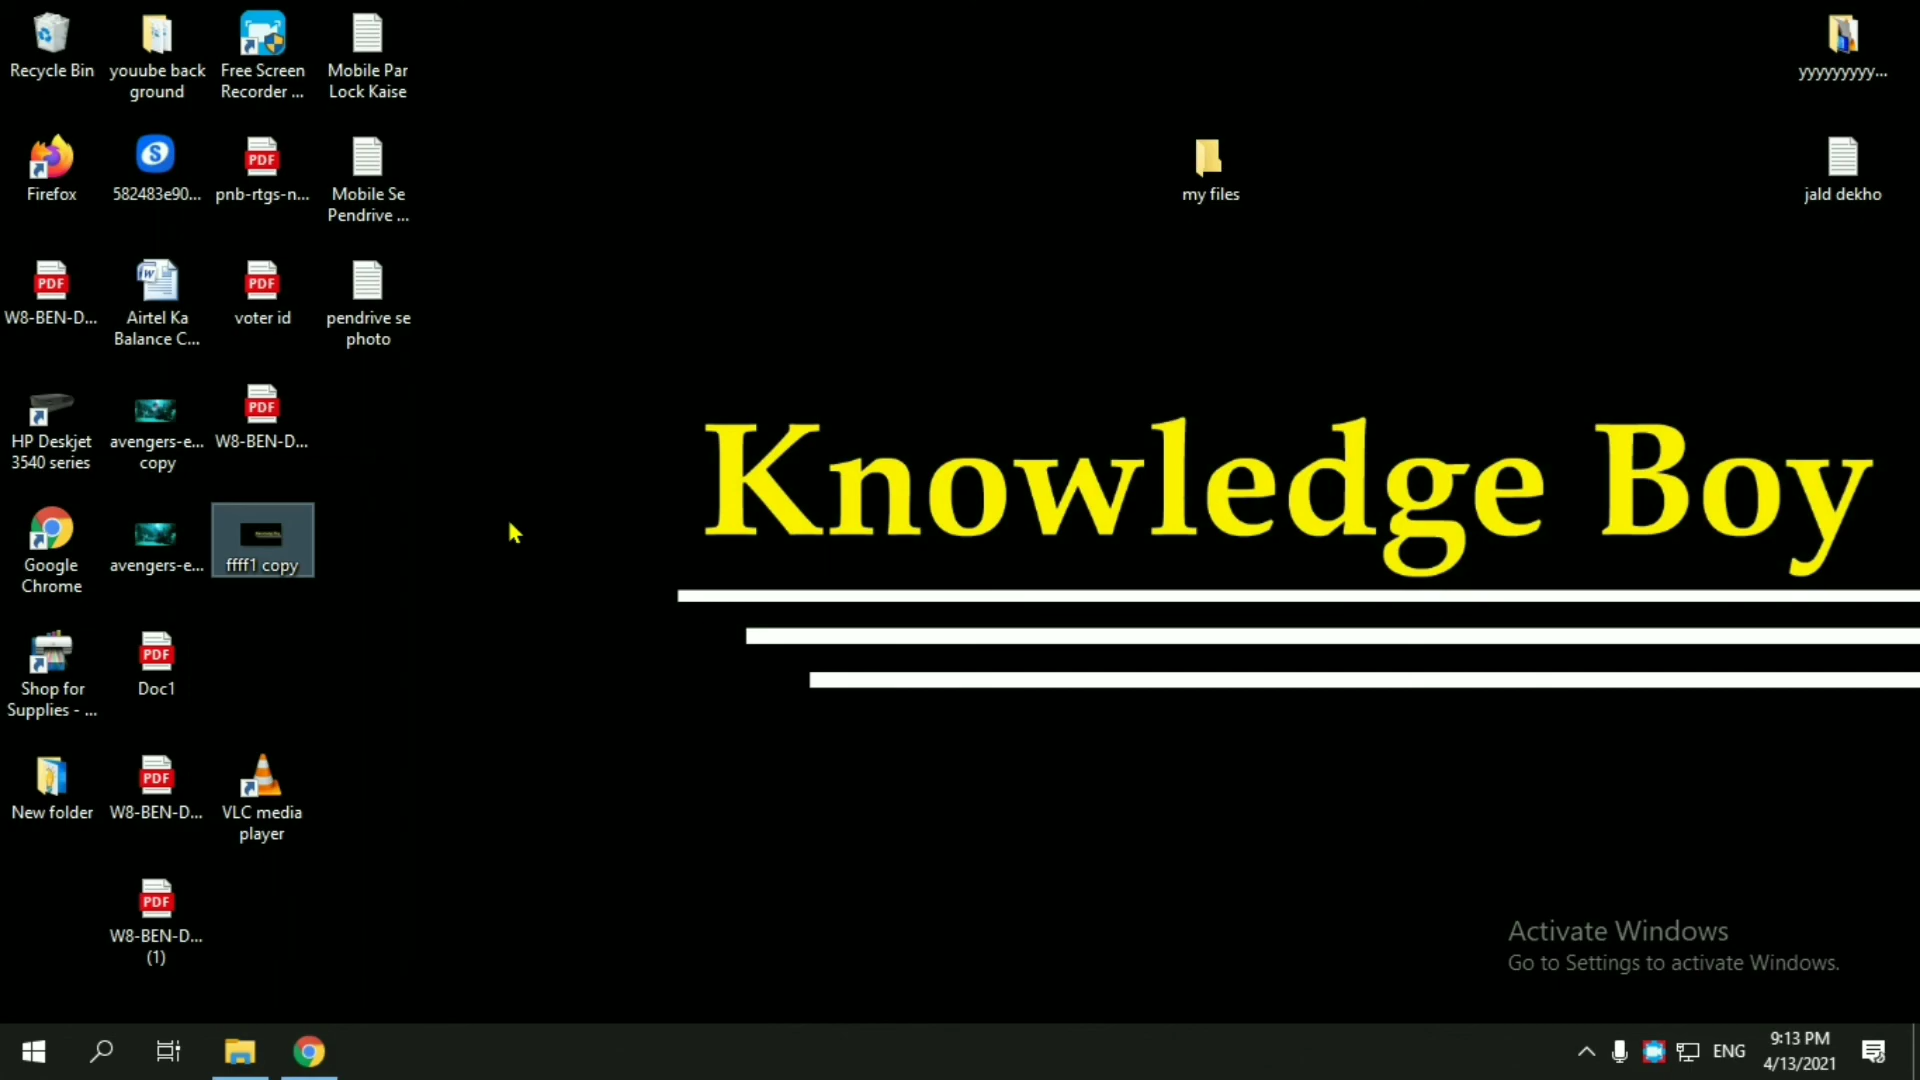 Recycle Bin
youube back
ground
Free Screen
Recorder ...
Mobile Par
Lock Kaise
yyyyyyyyy...
Firefox
582483e90...
pnb-rtgs-n...
Mobile Se
Pendrive ...
my files
jald dekho
W8-BEN-D...
Airtel Ka
Balance C...
voter id
pendrive se
photo
HP Deskjet
3540 series
avengers-e...
copy
W8-BEN-D...
Knowledge Boy
Google
Chrome
avengers-e...
ffff1 copy
Shop for
Supplies - ...
Doc1
New folder
W8-BEN-D...
VLC media
player
W8-BEN-D...
(1)
Activate Windows
Go to Settings to activate Windows.
ENG
9:13 PM
4/13/2021